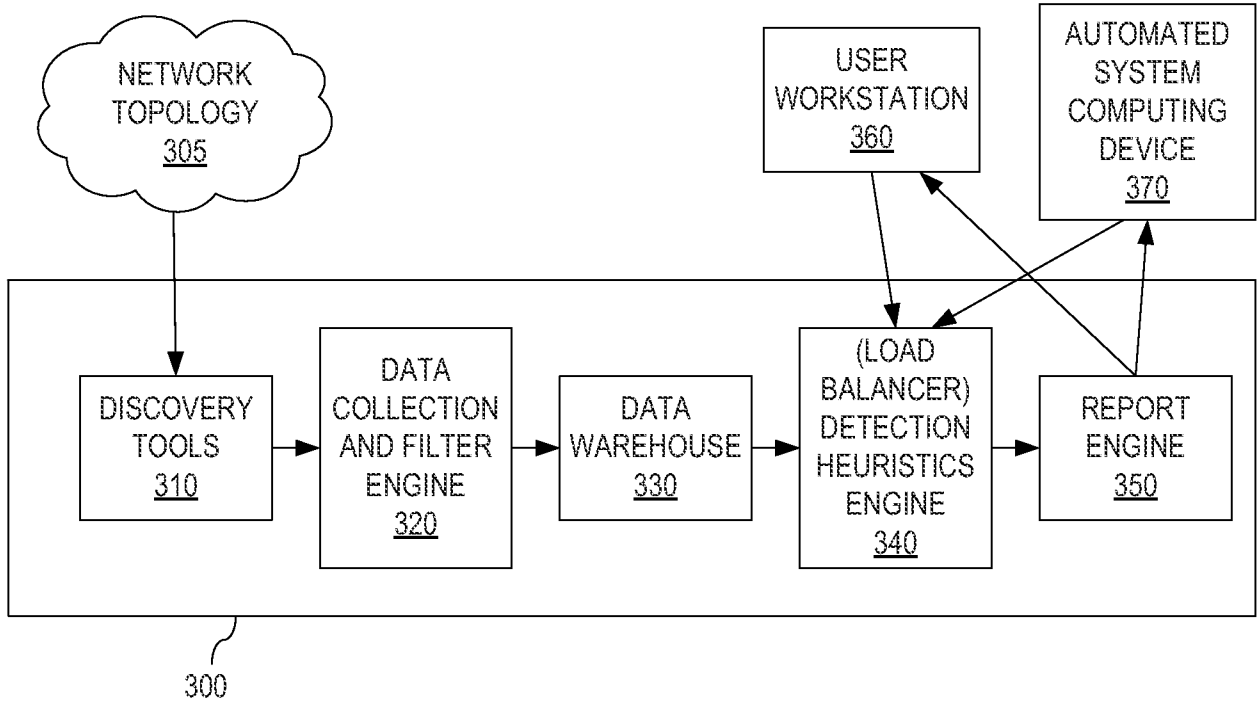 NETWORK
TOPOLOGY
305
USER
WORKSTATION
360
AUTOMATED
SYSTEM
COMPUTING
DEVICE
370
DISCOVERY
TOOLS
310
DATA
COLLECTION
AND FILTER
ENGINE
320
DATA
WAREHOUSE
330
(LOAD
BALANCER)
DETECTION
HEURISTICS
ENGINE
340
REPORT
ENGINE
350
300